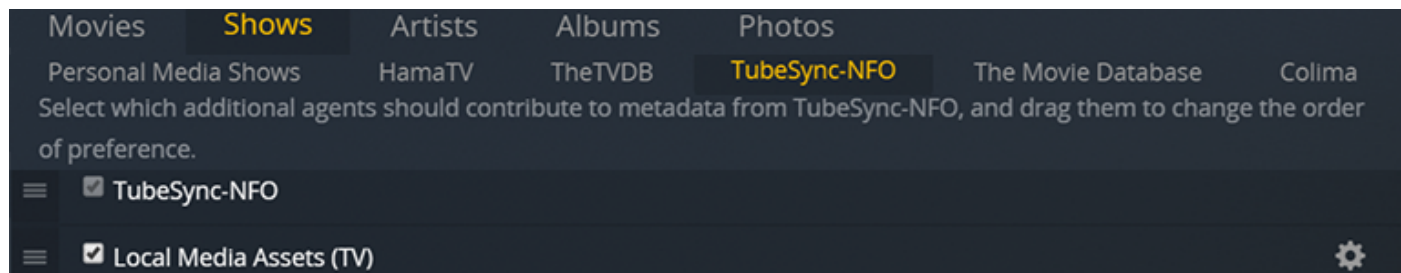 Movies Shows Artists Albums Photos
Personal Media Shows HamaTV TheTVDB TubeSync-NFO The Movie Database Colima
Select which additional agents should contribute to metadata from TubeSync-NFO, and drag them to change the order
of preference.
TubeSync-NFO
Local Media Assets (TV)